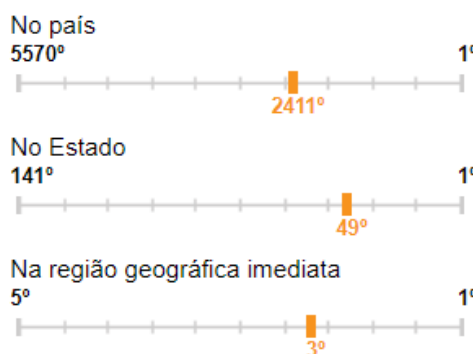 No país
5570º 1º
2411º
No Estado
141º 1º
49º
Na região geográfica imediata
5º 1º
3º